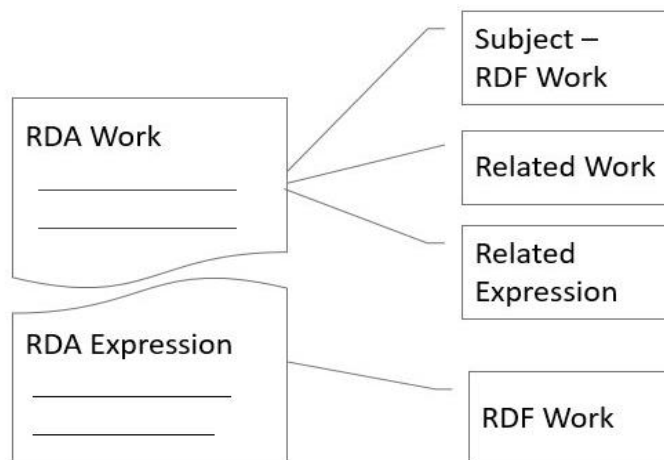 Subject –
RDF Work
RDA Work
Related Work
Related
Expression
RDA Expression
RDF Work